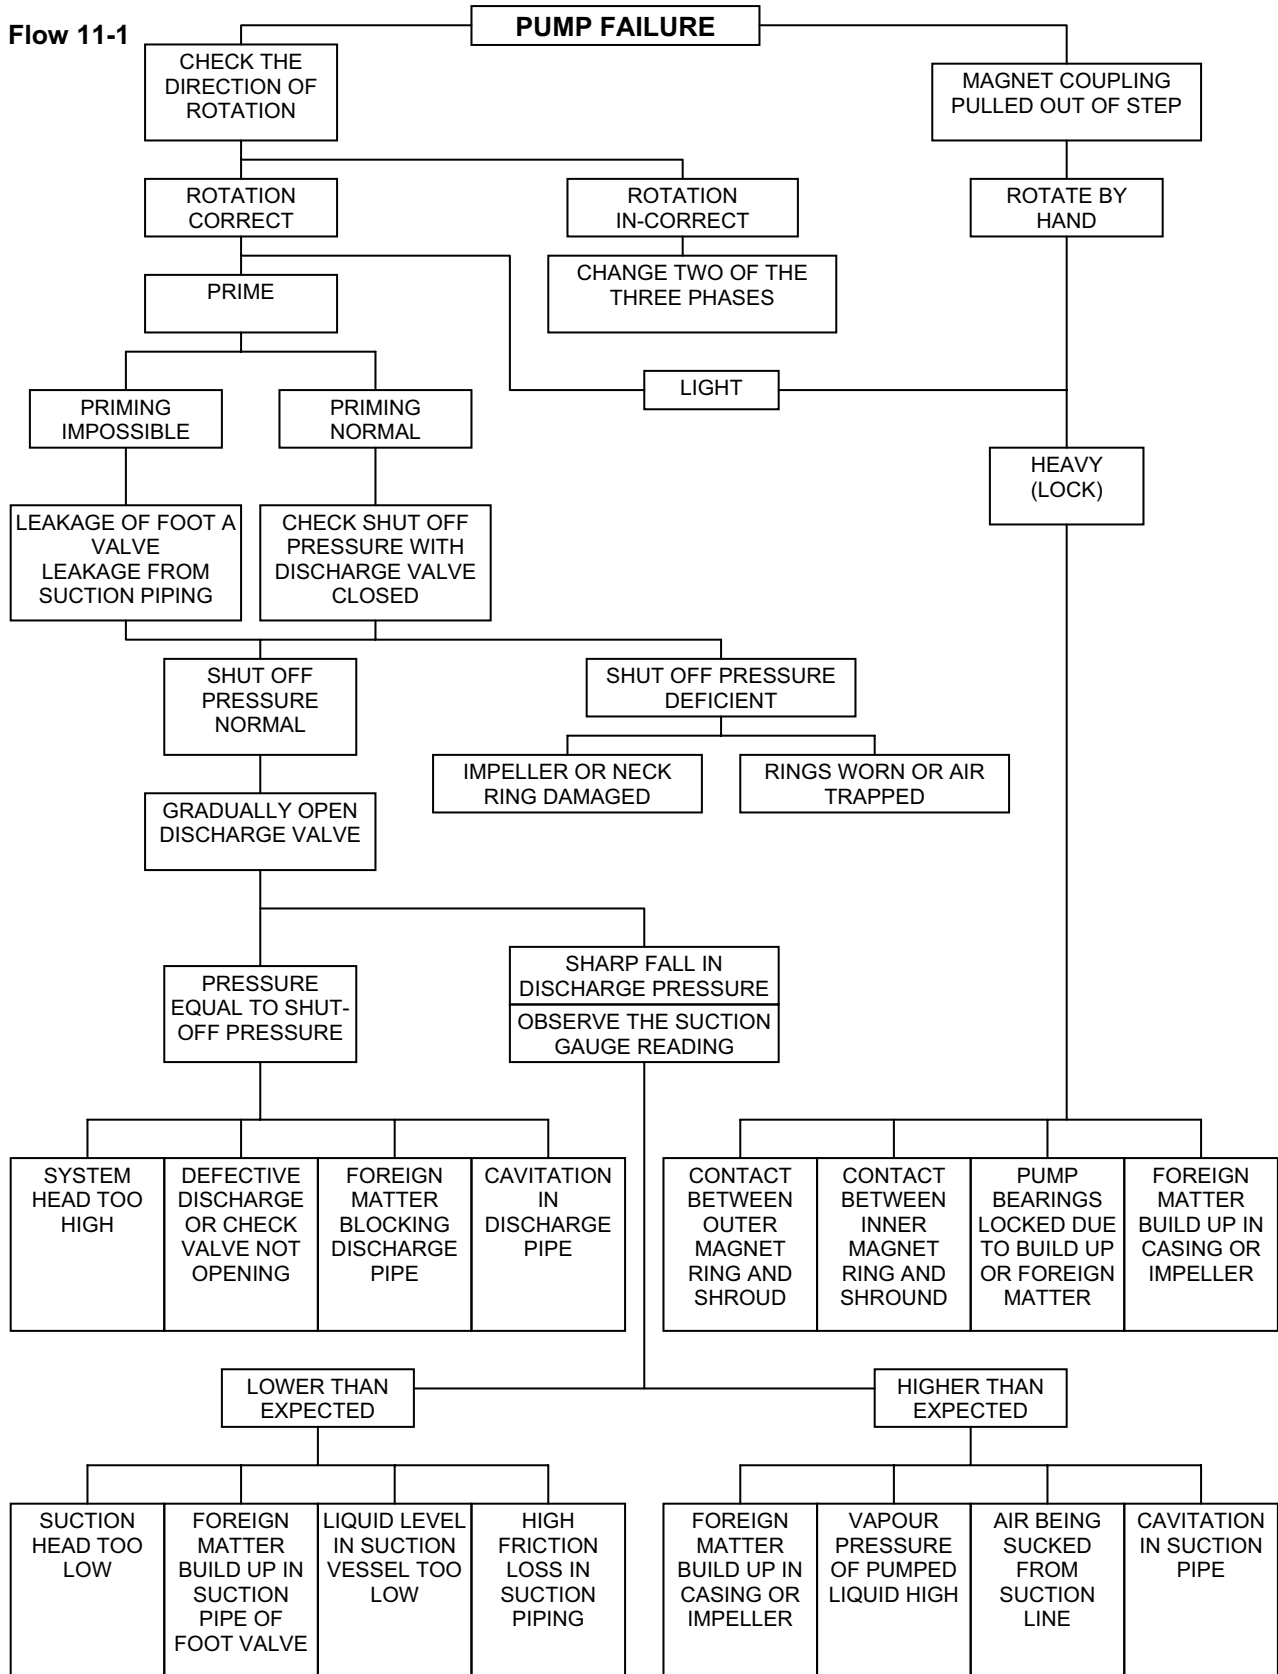 Flow 11-1
PUMP FAILURE
CHECK THE
DIRECTION OF
ROTATION
MAGNET COUPLING
PULLED OUT OF STEP
ROTATION
CORRECT
ROTATION
IN-CORRECT
ROTATE BY
HAND
PRIME
CHANGE TWO OF THE
THREE PHASES
LIGHT
PRIMING
IMPOSSIBLE
PRIMING
NORMAL
HEAVY
(LOCK)
LEAKAGE OF FOOT A
VALVE
LEAKAGE FROM
SUCTION PIPING
CHECK SHUT OFF
PRESSURE WITH
DISCHARGE VALVE
CLOSED
SHUT OFF
PRESSURE
NORMAL
SHUT OFF PRESSURE
DEFICIENT
IMPELLER OR NECK
RING DAMAGED
RINGS WORN OR AIR
TRAPPED
GRADUALLY OPEN
DISCHARGE VALVE
PRESSURE
EQUAL TO SHUT-
OFF PRESSURE
SHARP FALL IN
DISCHARGE PRESSURE
OBSERVE THE SUCTION
GAUGE READING
SYSTEM
HEAD TOO
HIGH
DEFECTIVE
DISCHARGE
OR CHECK
VALVE NOT
OPENING
FOREIGN
MATTER
BLOCKING
DISCHARGE
PIPE
CAVITATION
IN
DISCHARGE
PIPE
CONTACT
BETWEEN
OUTER
MAGNET
RING AND
SHROUD
CONTACT
BETWEEN
INNER
MAGNET
RING AND
SHROUND
PUMP
BEARINGS
LOCKED DUE
TO BUILD UP
OR FOREIGN
MATTER
FOREIGN
MATTER
BUILD UP IN
CASING OR
IMPELLER
LOWER THAN
EXPECTED
HIGHER THAN
EXPECTED
SUCTION
HEAD TOO
LOW
FOREIGN
MATTER
BUILD UP IN
SUCTION
PIPE OF
FOOT VALVE
LIQUID LEVEL
IN SUCTION
VESSEL TOO
LOW
HIGH
FRICTION
LOSS IN
SUCTION
PIPING
FOREIGN
MATTER
BUILD UP IN
CASING OR
IMPELLER
VAPOUR
PRESSURE
OF PUMPED
LIQUID HIGH
AIR BEING
SUCKED
FROM
SUCTION
LINE
CAVITATION
IN SUCTION
PIPE